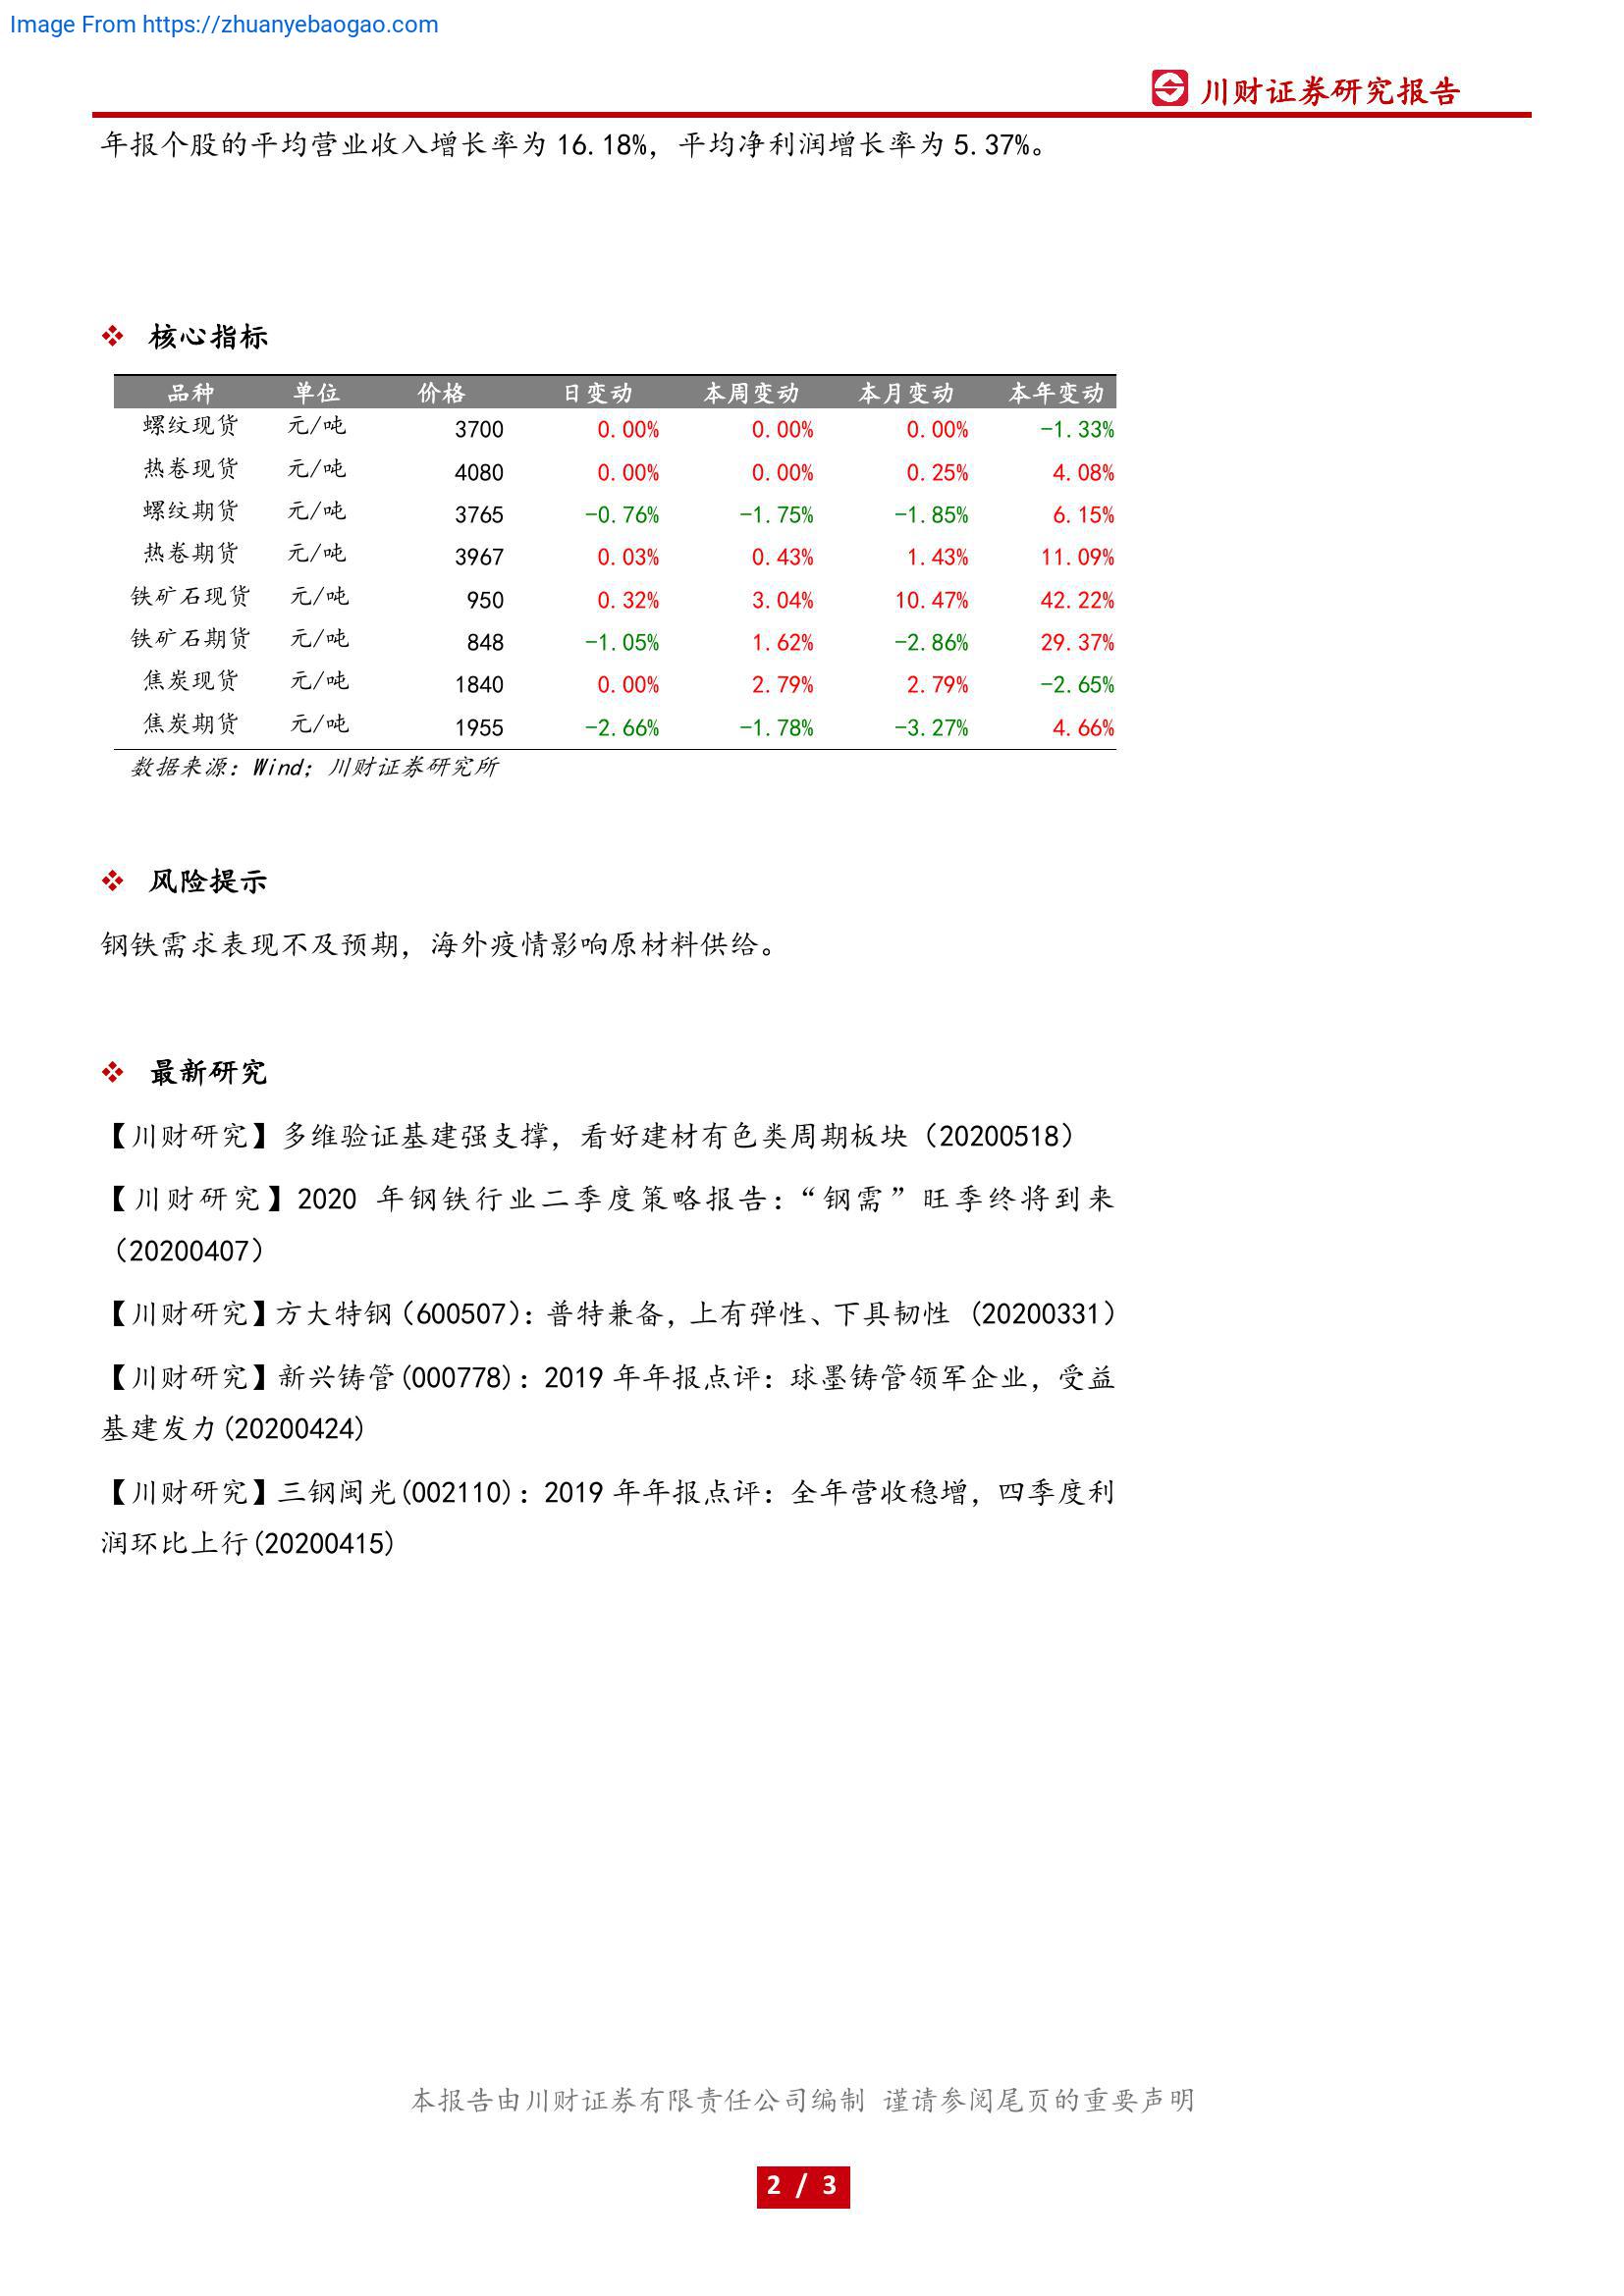 Image From https://zhuanyebaogao.com
川财证券研究报告
年报个股的平均营业收入增长率为 16.18%，平均净利润增长率为 5.37%。
❖ 核心指标
品种 单位 价格 日变动 本周变动 本月变动 本年变动
螺纹现货 元/吨 3700 0.00% 0.00% 0.00% -1.33%
热卷现货 元/吨 4080 0.00% 0.00% 0.25% 4.08%
螺纹期货 元/吨 3765 -0.76% -1.75% -1.85% 6.15%
热卷期货 元/吨 3967 0.03% 0.43% 1.43% 11.09%
铁矿石现货 元/吨 950 0.32% 3.04% 10.47% 42.22%
铁矿石期货 元/吨 848 -1.05% 1.62% -2.86% 29.37%
焦炭现货 元/吨 1840 0.00% 2.79% 2.79% -2.65%
焦炭期货 元/吨 1955 -2.66% -1.78% -3.27% 4.66%
数据来源：Wind；川财证券研究所
❖ 风险提示
钢铁需求表现不及预期，海外疫情影响原材料供给。
❖ 最新研究
【川财研究】多维验证基建强支撑，看好建材有色类周期板块（20200518）
【川财研究】2020 年钢铁行业二季度策略报告：“钢需”旺季终将到来
（20200407）
【川财研究】方大特钢（600507）：普特兼备，上有弹性、下具韧性 (20200331）
【川财研究】新兴铸管(000778)：2019 年年报点评：球墨铸管领军企业，受益
基建发力(20200424)
【川财研究】三钢闽光(002110)：2019 年年报点评：全年营收稳增，四季度利
润环比上行(20200415)
本报告由川财证券有限责任公司编制 谨请参阅尾页的重要声明
2 / 3